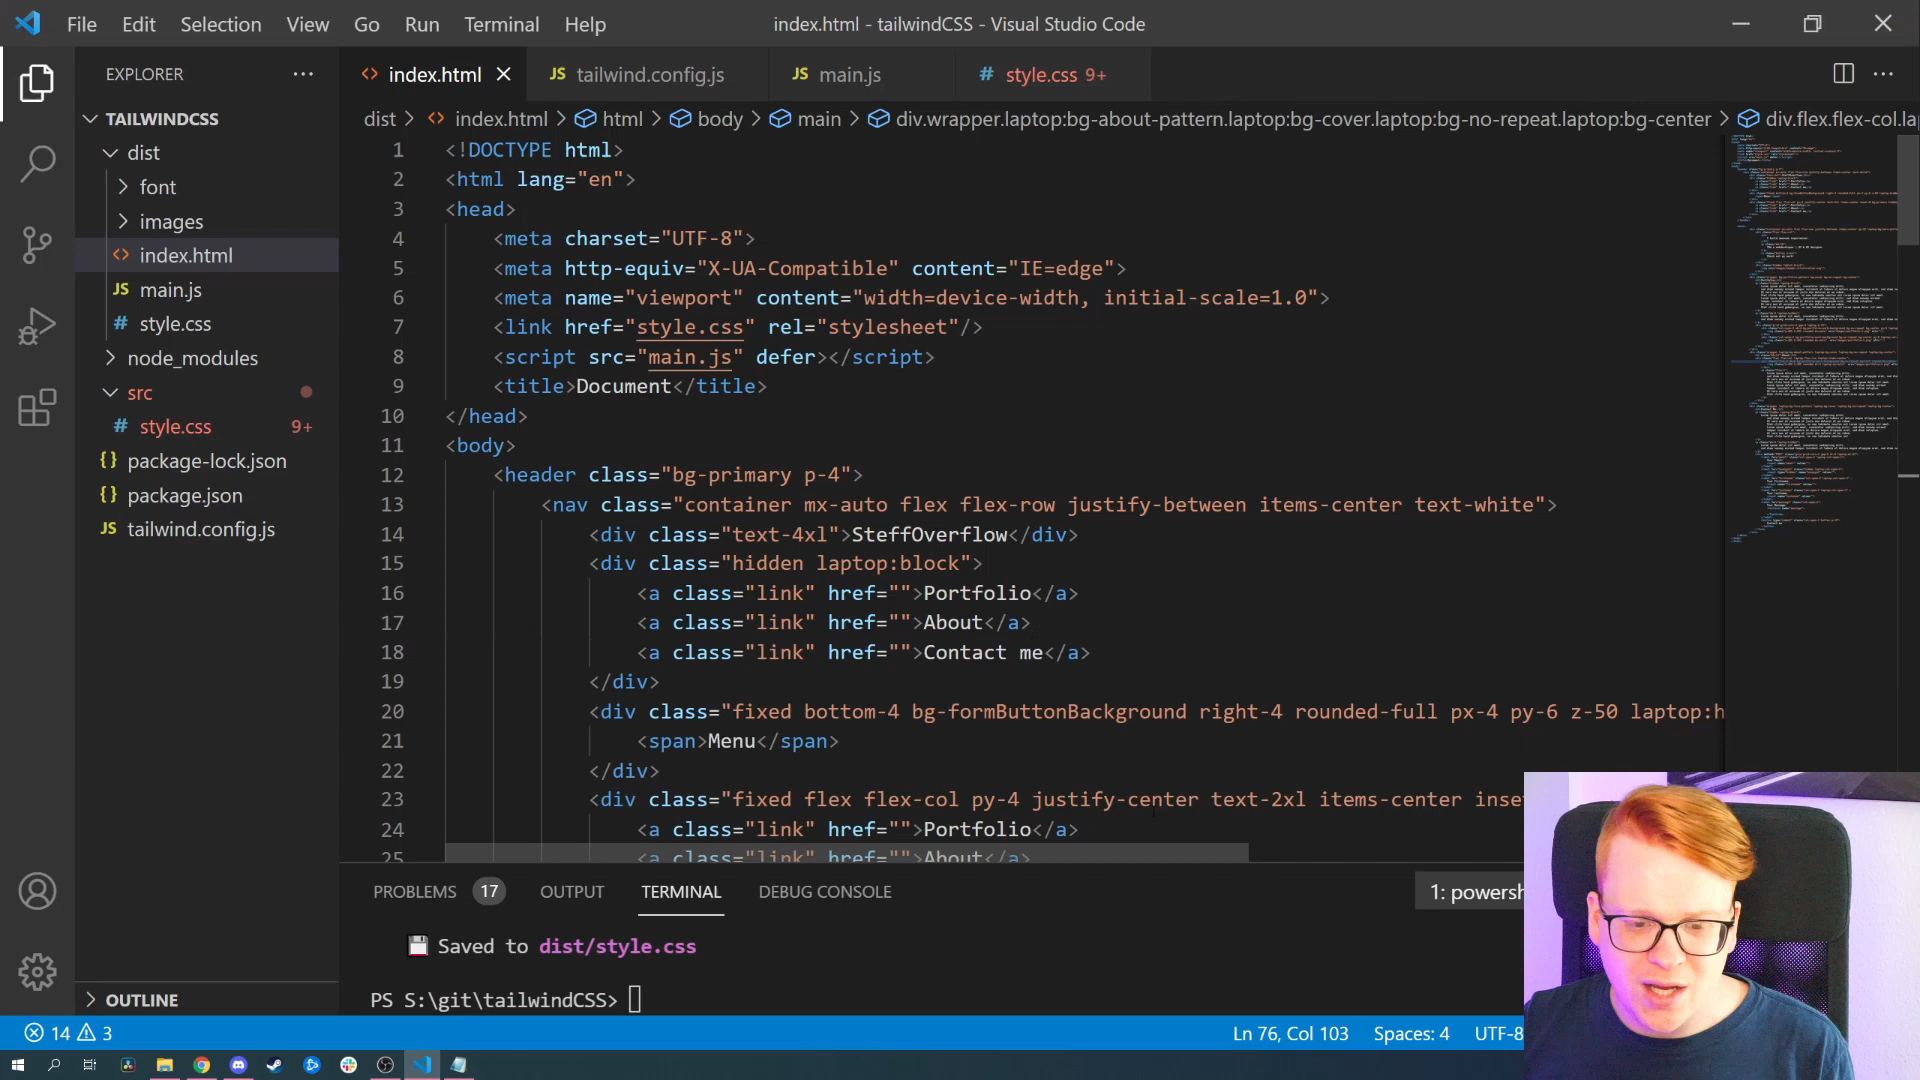 File Edit Selection View Go Run Terminal Help
index.html - tailwindCSS - Visual Studio Code
EXPLORER
index.html
JS tailwind.config.js
JS main.js
# style.css 9+
TAILWINDCSS
dist
font
images
index.html
JS main.js
# style.css
node_modules
src
# style.css 9+
{} package-lock.json
{} package.json
JS tailwind.config.js
OUTLINE
dist > index.html > html > body > main > div.wrapper.laptop:bg-about-pattern.laptop:bg-cover.laptop:bg-no-repeat.laptop:bg-center > div.flex.flex-col.la
1 <!DOCTYPE html>
2 <html lang="en">
3 <head>
4 <meta charset="UTF-8">
5 <meta http-equiv="X-UA-Compatible" content="IE=edge">
6 <meta name="viewport" content="width=device-width, initial-scale=1.0">
7 <link href="style.css" rel="stylesheet"/>
8 <script src="main.js" defer></script>
9 <title>Document</title>
10 </head>
11 <body>
12 <header class="bg-primary p-4">
13 <nav class="container mx-auto flex flex-row justify-between items-center text-white">
14 <div class="text-4xl">SteffOverflow</div>
15 <div class="hidden laptop:block">
16 <a class="link" href="">Portfolio</a>
17 <a class="link" href="">About</a>
18 <a class="link" href="">Contact me</a>
19 </div>
20 <div class="fixed bottom-4 bg-formButtonBackground right-4 rounded-full px-4 py-6 z-50 laptop:h
21 <span>Menu</span>
22 </div>
23 <div class="fixed flex flex-col py-4 justify-center text-2xl items-center inse
24 <a class="link" href="">Portfolio</a>
25 <a class="link" href="">About</a>
PROBLEMS 17 OUTPUT TERMINAL DEBUG CONSOLE
1: powersh
Saved to dist/style.css
PS S:\git\tailwindCSS>
14 3
Ln 76, Col 103 Spaces: 4 UTF-8